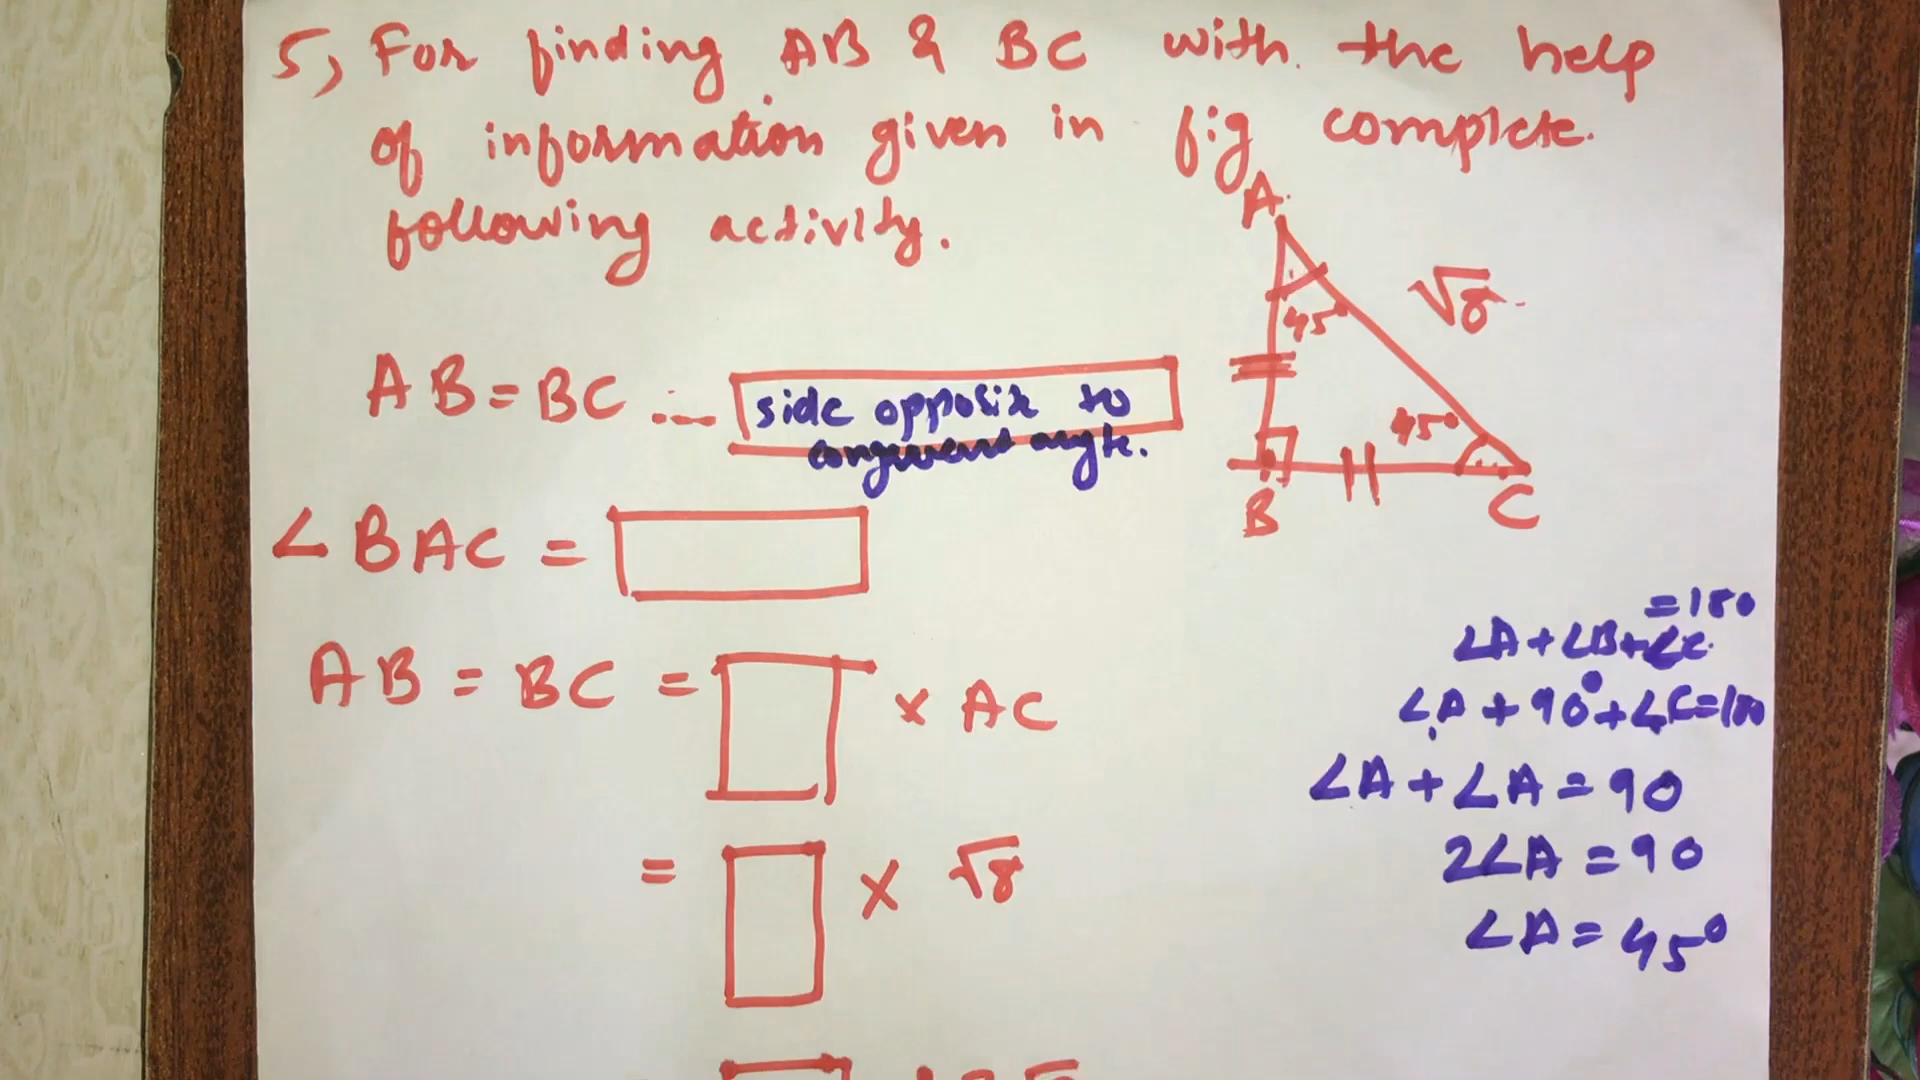 5, For finding AB & BC with the help
of information given in fig complete
following activity.
A
√8
45°
45°
B
C
AB = BC ... side opposite to
congruent angle.
∠BAC =
AB = BC = × AC
= × √8
= 180
∠A + ∠B + ∠C
∠A + 90° + ∠C = 180
∠A + ∠A = 90
2∠A = 90
∠A = 45°